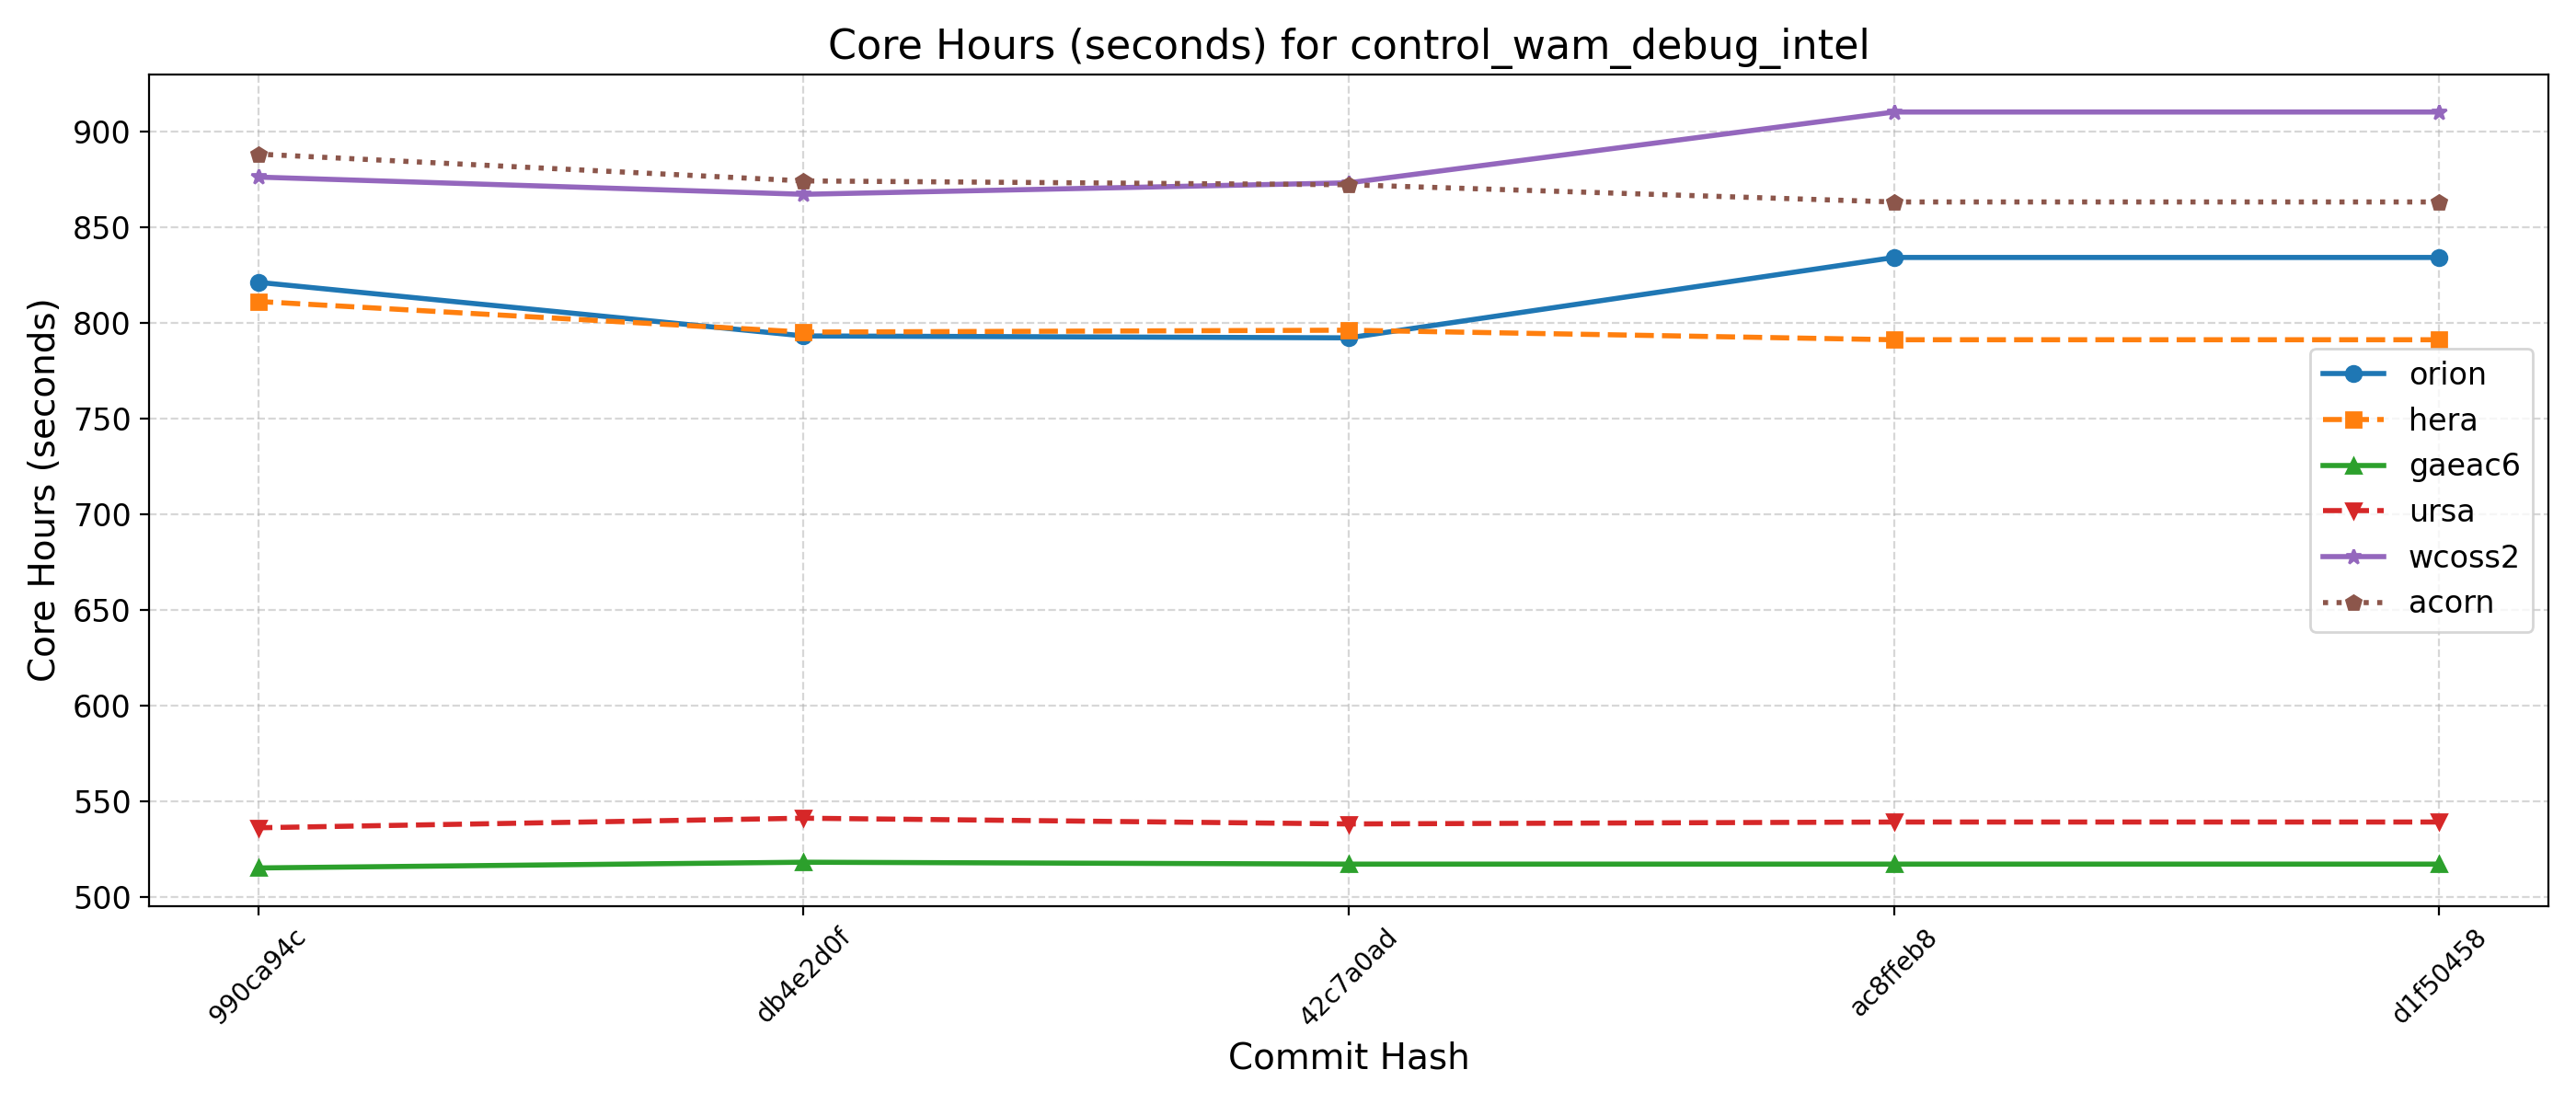 Core Hours (seconds) for control_wam_debug_intel
Core Hours (seconds)
900
850
800
750
700
650
600
550
500
orion
hera
gaeac6
ursa
wcoss2
acorn
990ca94c
db4e2d0f
42c7a0ad
ac8ffeb8
d1f50458
Commit Hash